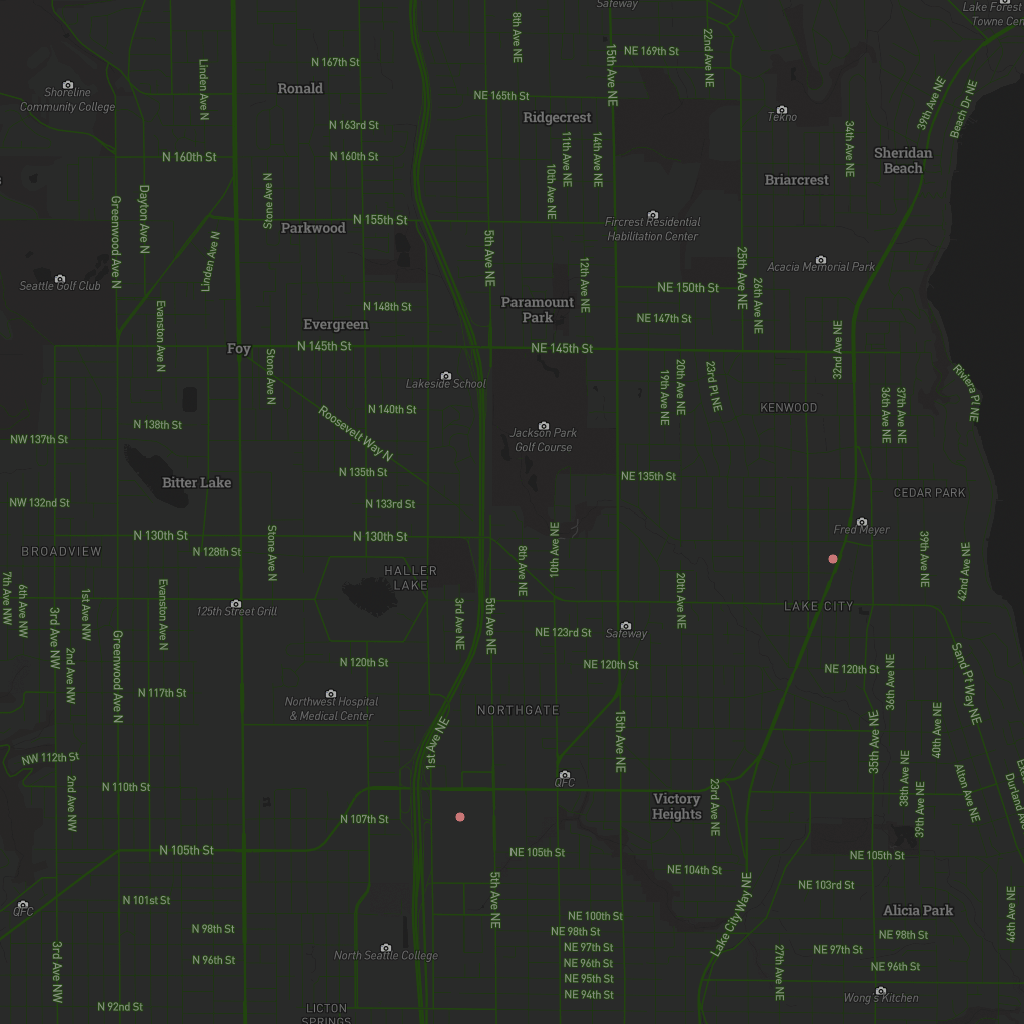 Safeway
Lake Forest
Towne Cen
8th Ave NE
22nd Ave NE
15th Ave NE
NE 169th St
N 167th St
Linden Ave N
Ronald
Shoreline
Community College
NE 165th St
39th Ave NE
Beach Dr NE
Tekno
Ridgecrest
N 163rd St
11th Ave NE
14th Ave NE
34th Ave NE
Sheridan
Beach
N 160th St
N 160th St
10th Ave NE
Briarcrest
Stone Ave N
Dayton Ave N
Greenwood Ave N
N 155th St
Parkwood
Fircrest Residential
Habilitation Center
5th Ave NE
Linden Ave N
12th Ave NE
25th Ave NE
26th Ave NE
Acacia Memorial Park
Seattle Golf Club
NE 150th St
Paramount
Park
N 148th St
NE 147th St
Evergreen
Evanston Ave N
32nd Ave NE
Foy
N 145th St
NE 145th St
Stone Ave N
Lakeside School
19th Ave NE
20th Ave NE
23rd Pl NE
Riviera Pl NE
KENWOOD
36th Ave NE
37th Ave NE
N 140th St
Roosevelt Way N
N 138th St
NW 137th St
Jackson Park
Golf Course
N 135th St
NE 135th St
Bitter Lake
CEDAR PARK
NW 132nd St
N 133rd St
Fred Meyer
N 130th St
N 130th St
BROADVIEW
N 128th St
Stone Ave N
10th Ave NE
8th Ave NE
HALLER
LAKE
38th Ave NE
42nd Ave NE
7th Ave NW
6th Ave NW
1st Ave NW
3rd Ave NW
Evanston Ave N
125th Street Grill
3rd Ave NE
5th Ave NE
20th Ave NE
LAKE CITY
NE 123rd St
Safeway
N 120th St
NE 120th St
NE 120th St
2nd Ave NW
Greenwood Ave N
N 117th St
Northwest Hospital
& Medical Center
NORTHGATE
36th Ave NE
Sand Pt Way NE
1st Ave NE
15th Ave NE
35th Ave NE
40th Ave NE
NW 112th St
N 110th St
2nd Ave NW
QFC
Victory
Heights
23rd Ave NE
38th Ave NE
39th Ave NE
Alton Ave NE
Durland Av
N 107th St
N 105th St
NE 105th St
NE 105th St
NE 104th St
NE 103rd St
5th Ave NE
Lake City Way NE
46th Ave NE
N 101st St
QFC
Alicia Park
NE 100th St
N 98th St
NE 98th St
NE 98th St
NE 97th St
NE 97th St
North Seattle College
3rd Ave NW
N 96th St
NE 96th St
NE 96th St
27th Ave NE
NE 95th St
NE 94th St
Wong's Kitchen
N 92nd St
LICTON
SPRINGS